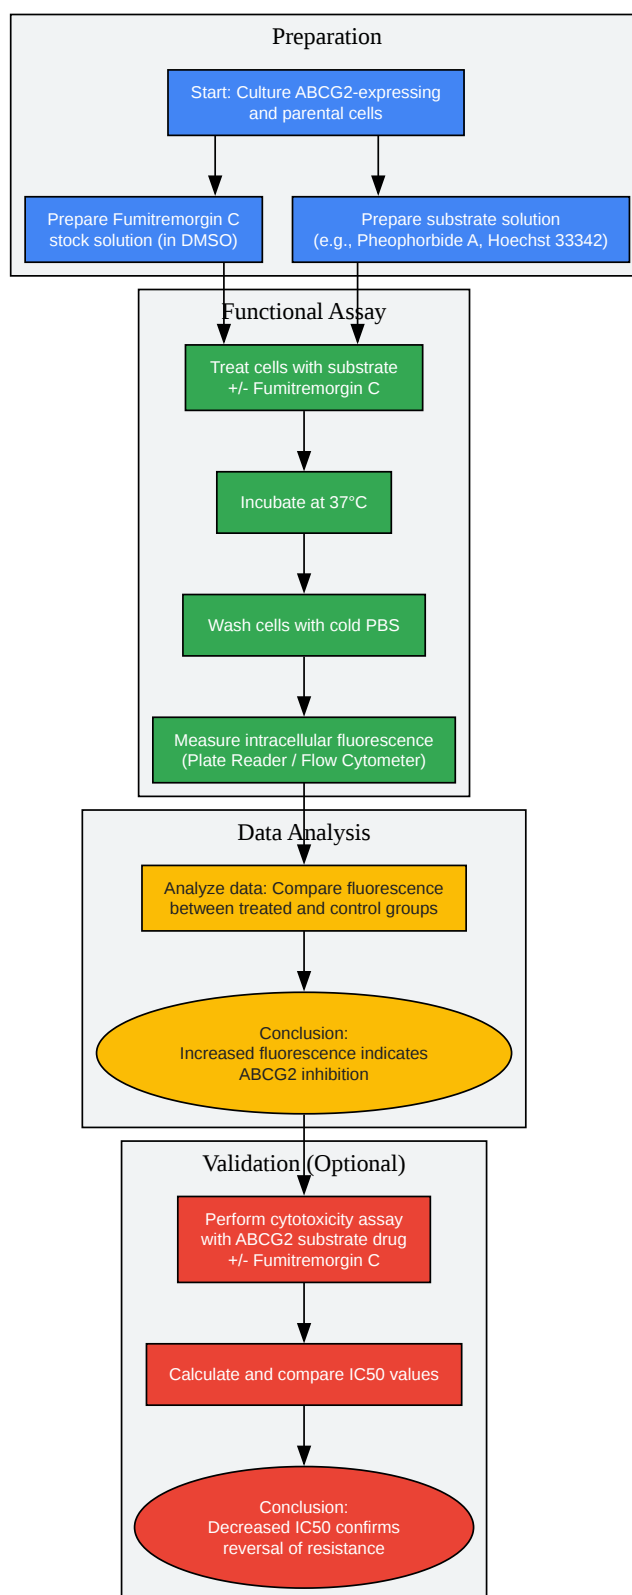 Preparation
Start: Culture ABCG2-expressing
and parental cells
Prepare Fumitremorgin C
stock solution (in DMSO)
Prepare substrate solution
(e.g., Pheophorbide A, Hoechst 33342)
Functional Assay
Treat cells with substrate
+/- Fumitremorgin C
Incubate at 37°C
Wash cells with cold PBS
Measure intracellular fluorescence
(Plate Reader / Flow Cytometer)
Data Analysis
Analyze data: Compare fluorescence
between treated and control groups
Conclusion:
Increased fluorescence indicates
ABCG2 inhibition
Validation (Optional)
Perform cytotoxicity assay
with ABCG2 substrate drug
+/- Fumitremorgin C
Calculate and compare IC50 values
Conclusion:
Decreased IC50 confirms
reversal of resistance